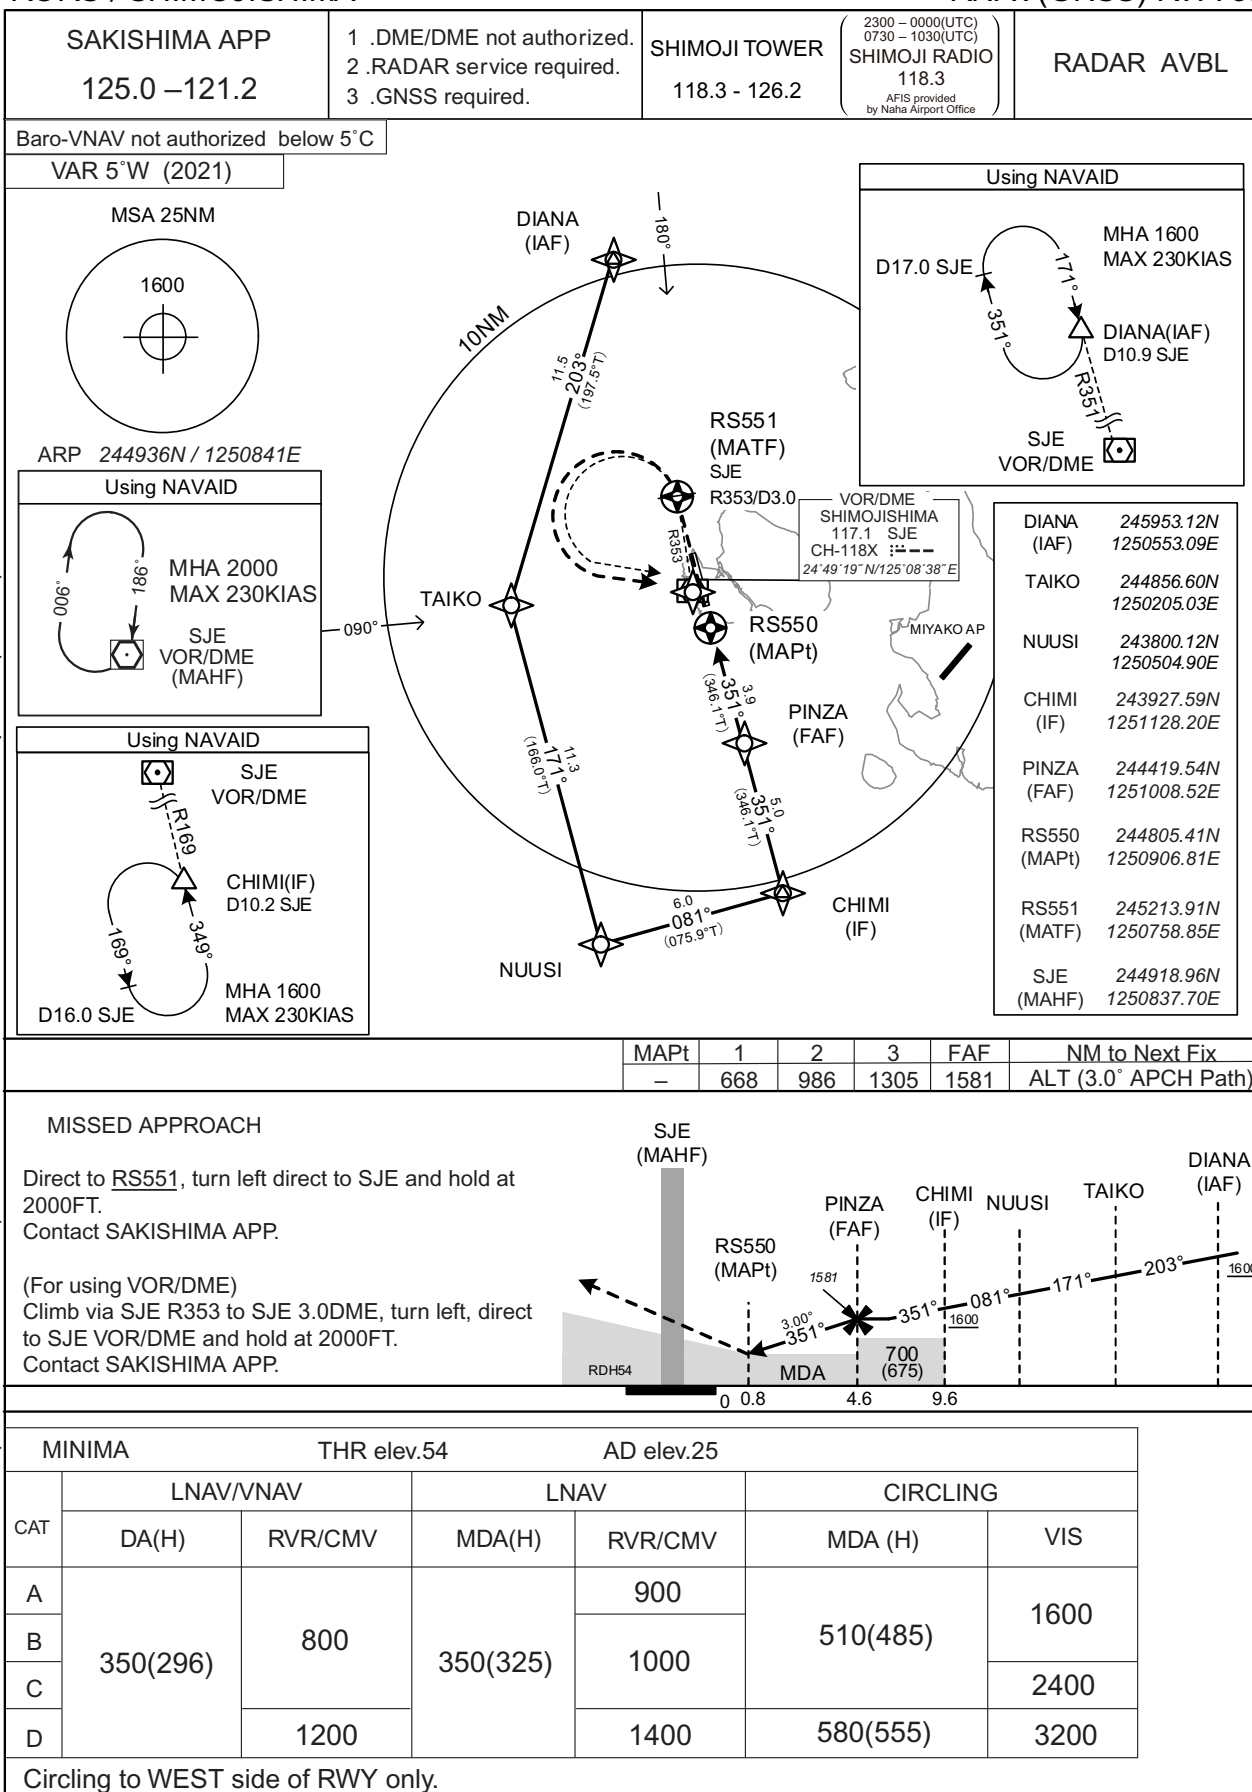 SAKISHIMA APP
125.0 –121.2
1 .DME/DME not authorized.
2 .RADAR service required.
3 .GNSS required.
SHIMOJI TOWER
118.3 - 126.2
2300 – 0000(UTC)
0730 – 1030(UTC)
SHIMOJI RADIO
118.3
AFIS provided
by Naha Airport Office
RADAR AVBL
Baro-VNAV not authorized below 5˚C
VAR 5˚W (2021)
MSA 25NM
1600
ARP 244936N / 1250841E
Using NAVAID
006°
186°
MHA 2000
MAX 230KIAS
SJE
VOR/DME
(MAHF)
Using NAVAID
SJE
VOR/DME
R169
CHIMI(IF)
D10.2 SJE
169°
349°
D16.0 SJE
MHA 1600
MAX 230KIAS
DIANA
(IAF)
180°
10NM
11.5
203°
(197.5°T)
RS551
(MATF)
SJE
R353/D3.0
R353
VOR/DME
SHIMOJISHIMA
117.1 SJE
CH-118X
24˚49´19˝N/125˚08´38˝E
TAIKO
090°
RS550
(MAPt)
MIYAKO AP
3.9
351°
(346.1°T)
PINZA
(FAF)
11.3
171°
(166.0°T)
5.0
351°
(346.1°T)
6.0
081°
(075.9°T)
CHIMI
(IF)
NUUSI
Using NAVAID
D17.0 SJE
171°
351°
MHA 1600
MAX 230KIAS
DIANA(IAF)
D10.9 SJE
R351
SJE
VOR/DME
DIANA 245953.12N
(IAF) 1250553.09E
TAIKO 244856.60N
1250205.03E
NUUSI 243800.12N
1250504.90E
CHIMI 243927.59N
(IF) 1251128.20E
PINZA 244419.54N
(FAF) 1251008.52E
RS550 244805.41N
(MAPt) 1250906.81E
RS551 245213.91N
(MATF) 1250758.85E
SJE 244918.96N
(MAHF) 1250837.70E
MAPt 1 2 3 FAF NM to Next Fix
– 668 986 1305 1581 ALT (3.0˚ APCH Path)
MISSED APPROACH
Direct to RS551, turn left direct to SJE and hold at
2000FT.
Contact SAKISHIMA APP.
(For using VOR/DME)
Climb via SJE R353 to SJE 3.0DME, turn left, direct
to SJE VOR/DME and hold at 2000FT.
Contact SAKISHIMA APP.
SJE
(MAHF)
RS550
(MAPt)
PINZA
(FAF)
CHIMI
(IF)
NUUSI
TAIKO
DIANA
(IAF)
1581
3.00°
351°
351°
081°
171°
203°
1600
RDH54
MDA
700
(675)
0 0.8 4.6 9.6
MINIMA THR elev.54 AD elev.25
CAT LNAV/VNAV LNAV CIRCLING
DA(H) RVR/CMV MDA(H) RVR/CMV MDA (H) VIS
A 900
B 350(296) 800 350(325) 1000 510(485) 1600
C 2400
D 1200 1400 580(555) 3200
Circling to WEST side of RWY only.